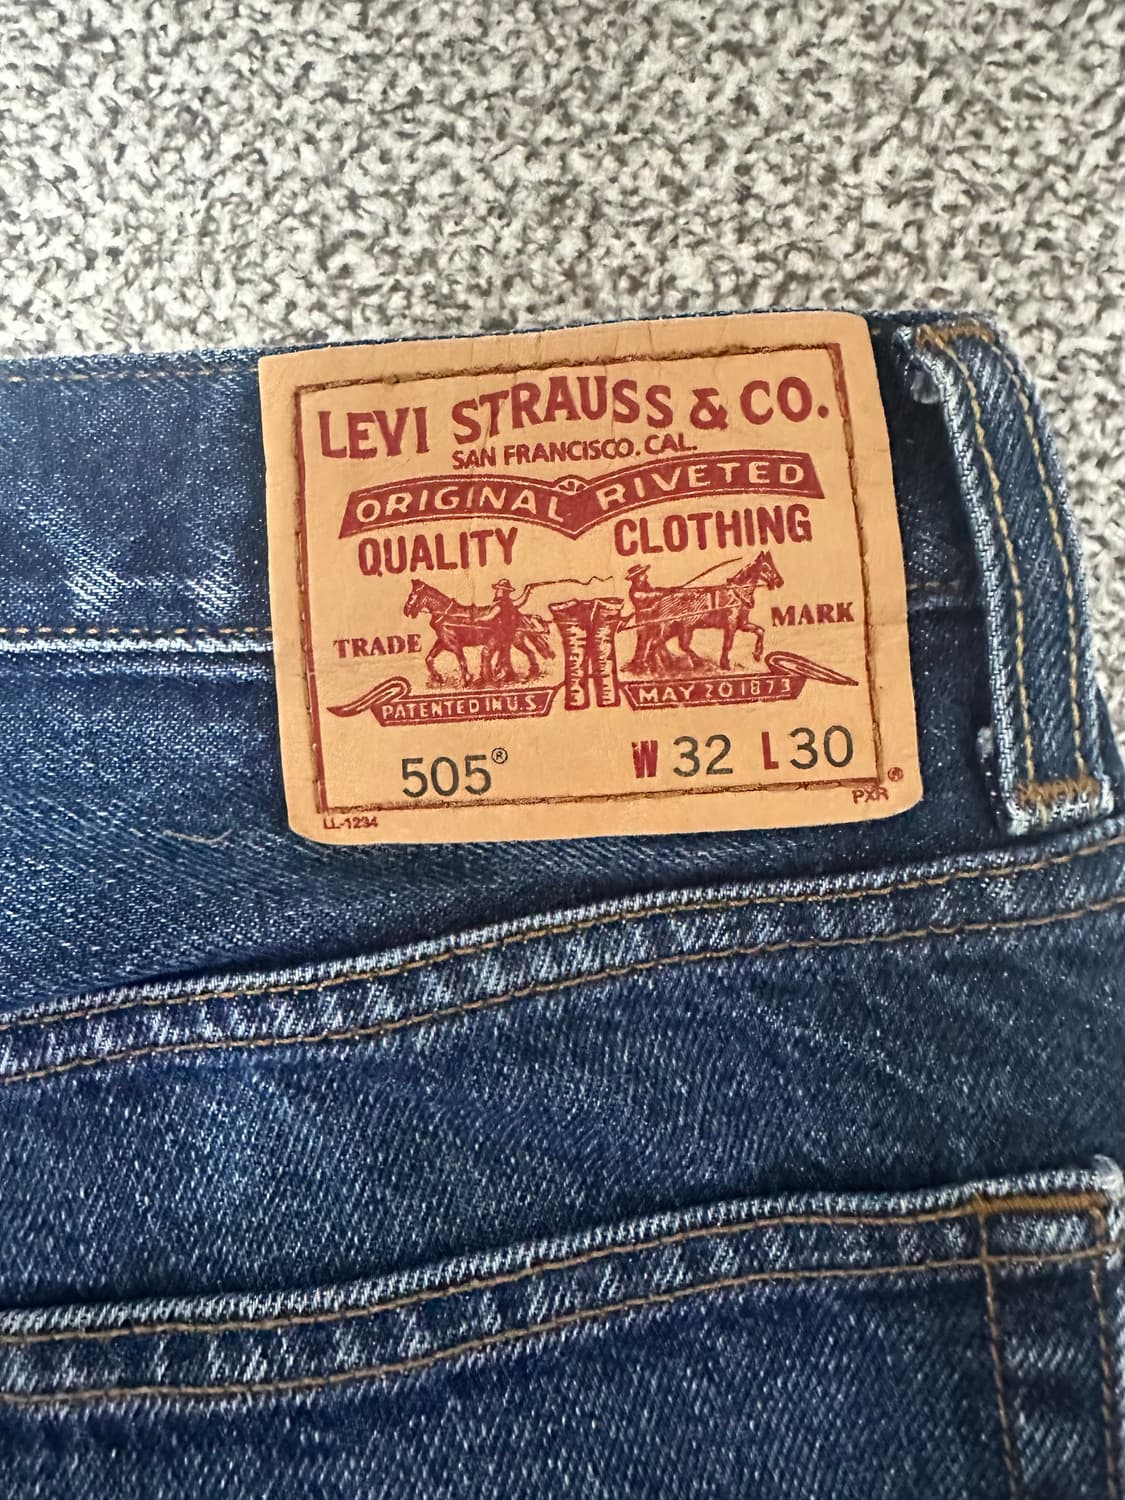 LEVI STRAUSS & CO.
SAN FRANCISCO. CAL.
ORIGINAL RIVETED
QUALITY CLOTHING
TRADE MARK
PATENTED IN U.S. MAY 20 1873
505® W 32 L 30
LL-1234 PXR®